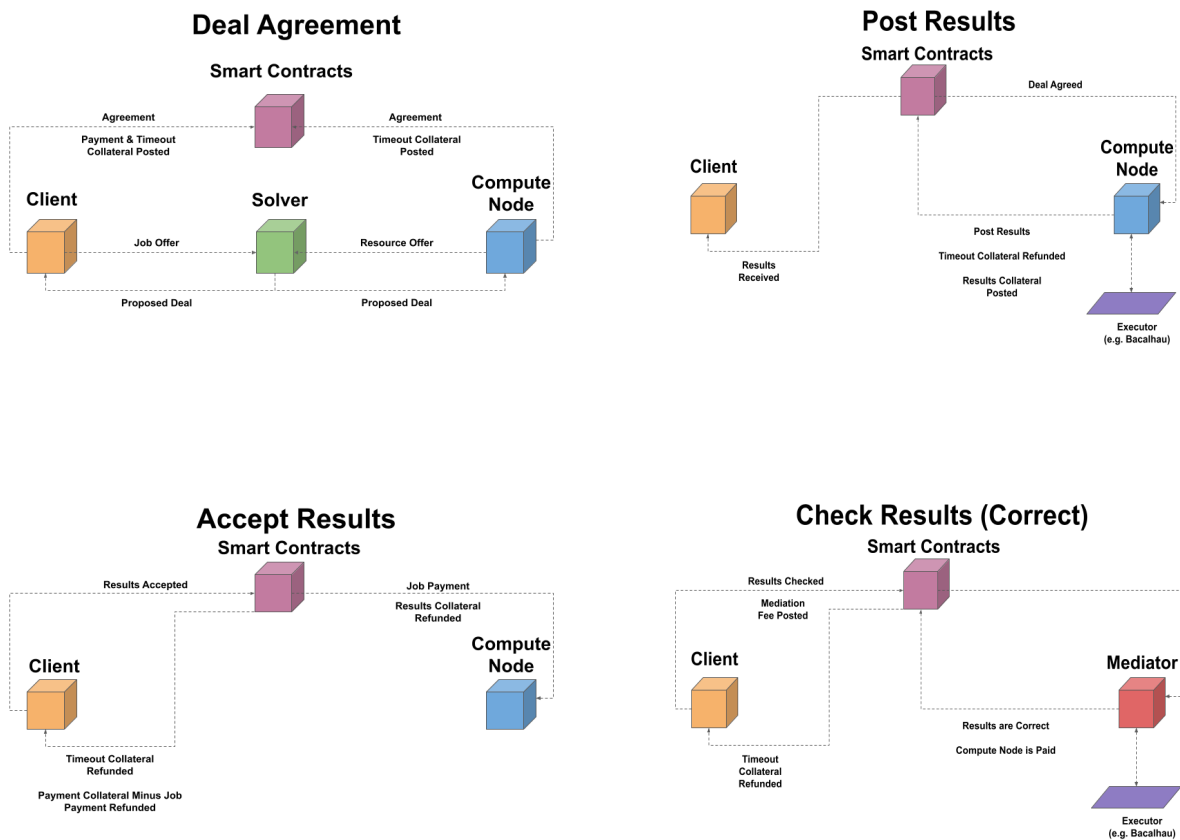 Deal Agreement
Smart Contracts
Agreement
Agreement
Payment & Timeout
Collateral Posted
Timeout Collateral
Posted
Client
Solver
Compute
Node
Job Offer
Resource Offer
Proposed Deal
Proposed Deal
Post Results
Smart Contracts
Deal Agreed
Client
Compute
Node
Post Results
Timeout Collateral Refunded
Results Collateral
Posted
Results
Received
Executor
(e.g. Bacalhau)
Accept Results
Smart Contracts
Results Accepted
Job Payment
Results Collateral
Refunded
Client
Compute
Node
Timeout Collateral
Refunded
Payment Collateral Minus Job
Payment Refunded
Check Results (Correct)
Smart Contracts
Results Checked
Mediation
Fee Posted
Client
Mediator
Results are Correct
Compute Node is Paid
Timeout
Collateral
Refunded
Executor
(e.g. Bacalhau)